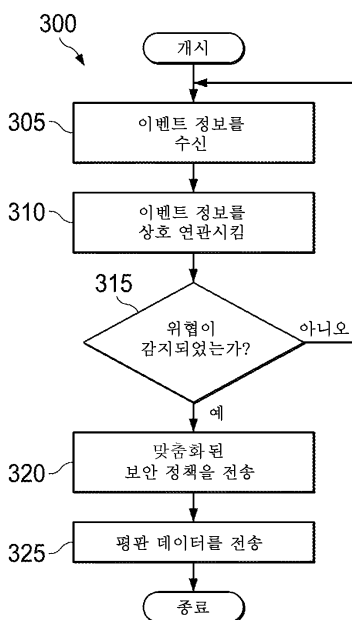 300
개시
305
이벤트 정보를
수신
310
이벤트 정보를
상호 연관시킴
315
위협이
감지되었는가?
아니오
예
320
맞춤화된
보안 정책을 전송
325
평판 데이터를 전송
종료